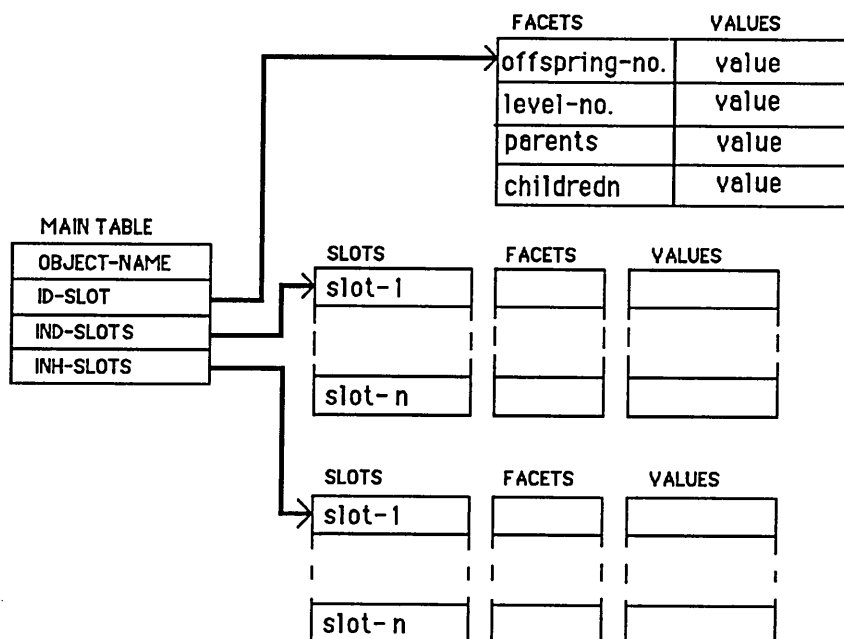 FACETS VALUES
offspring-no. value
level-no. value
parents value
childredn value
MAIN TABLE
OBJECT-NAME
ID-SLOT
IND-SLOTS
INH-SLOTS
SLOTS FACETS VALUES
slot-1
slot-n
SLOTS FACETS VALUES
slot-1
slot-n